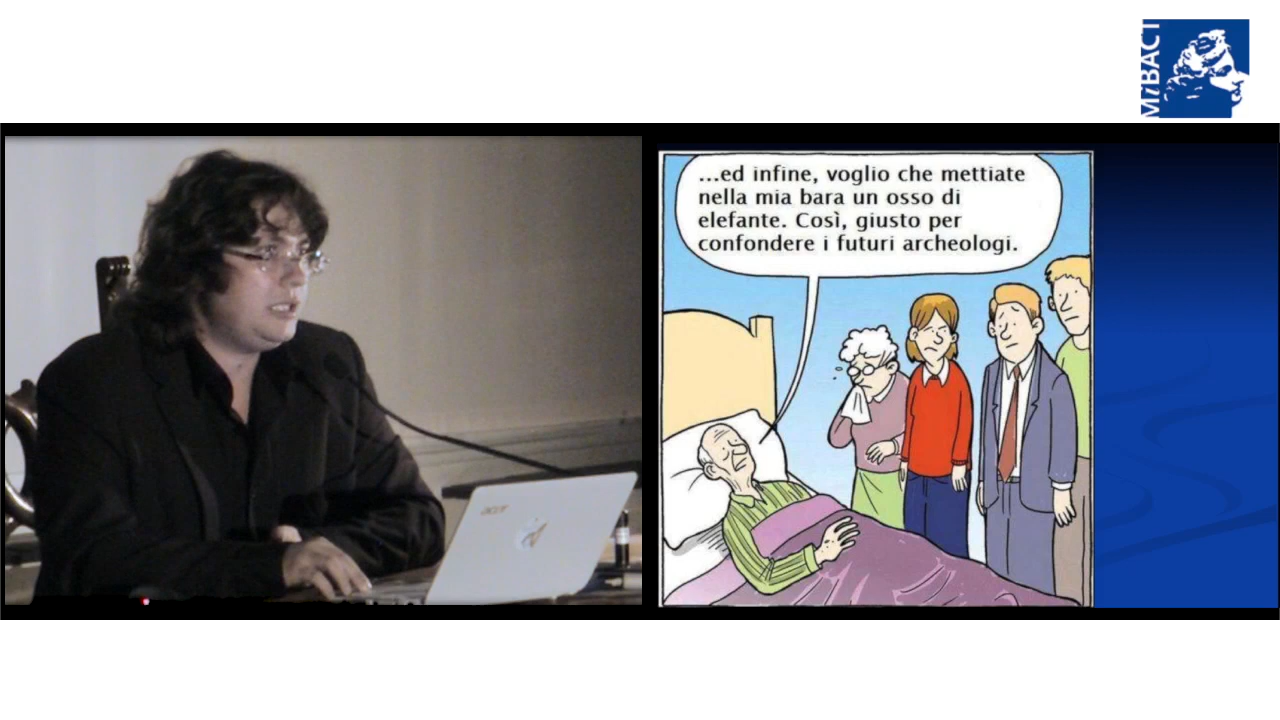 MiBACT
...ed infine, voglio che mettiate
nella mia bara un osso di
elefante. Così, giusto per
confondere i futuri archeologi.
acer